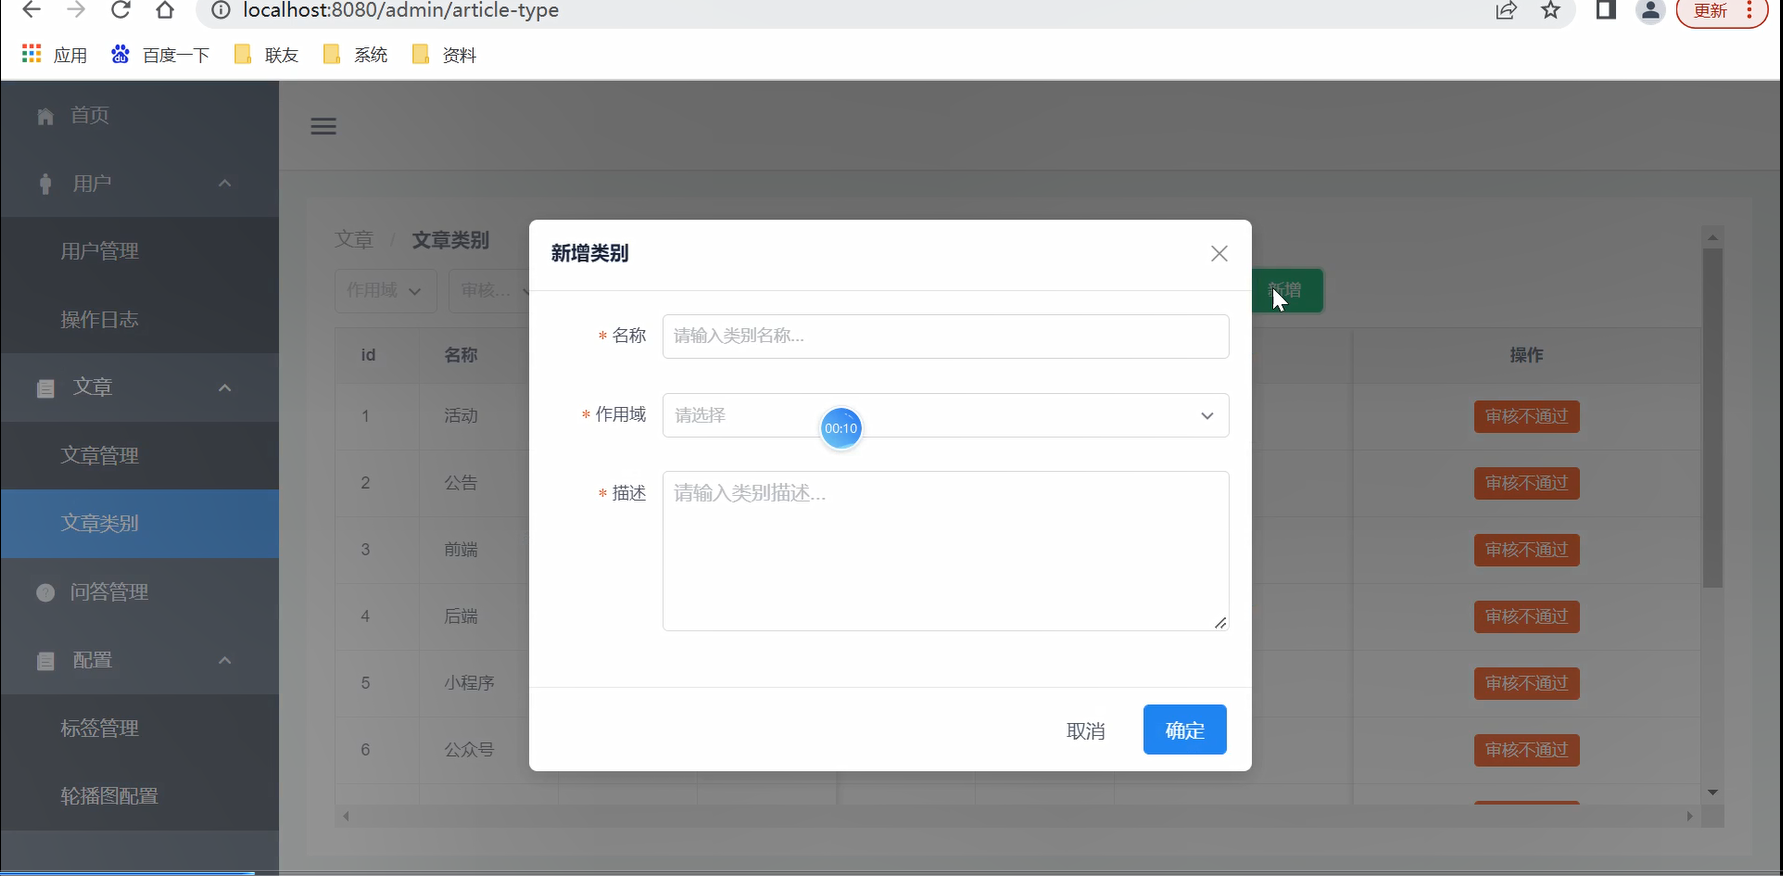 localhost:8080/admin/article-type
更新
应用 百度一下 联友 系统 资料
首页
用户
用户管理
操作日志
文章
文章管理
文章类别
问答管理
配置
标签管理
轮播图配置
文章 / 文章类别
作用域 审核... 新增
id 名称 操作
1 活动 审核不通过
2 公告 审核不通过
3 前端 审核不通过
4 后端 审核不通过
5 小程序 审核不通过
6 公众号 审核不通过
新增类别
* 名称 请输入类别名称...
* 作用域 请选择
00:10
* 描述 请输入类别描述...
取消 确定